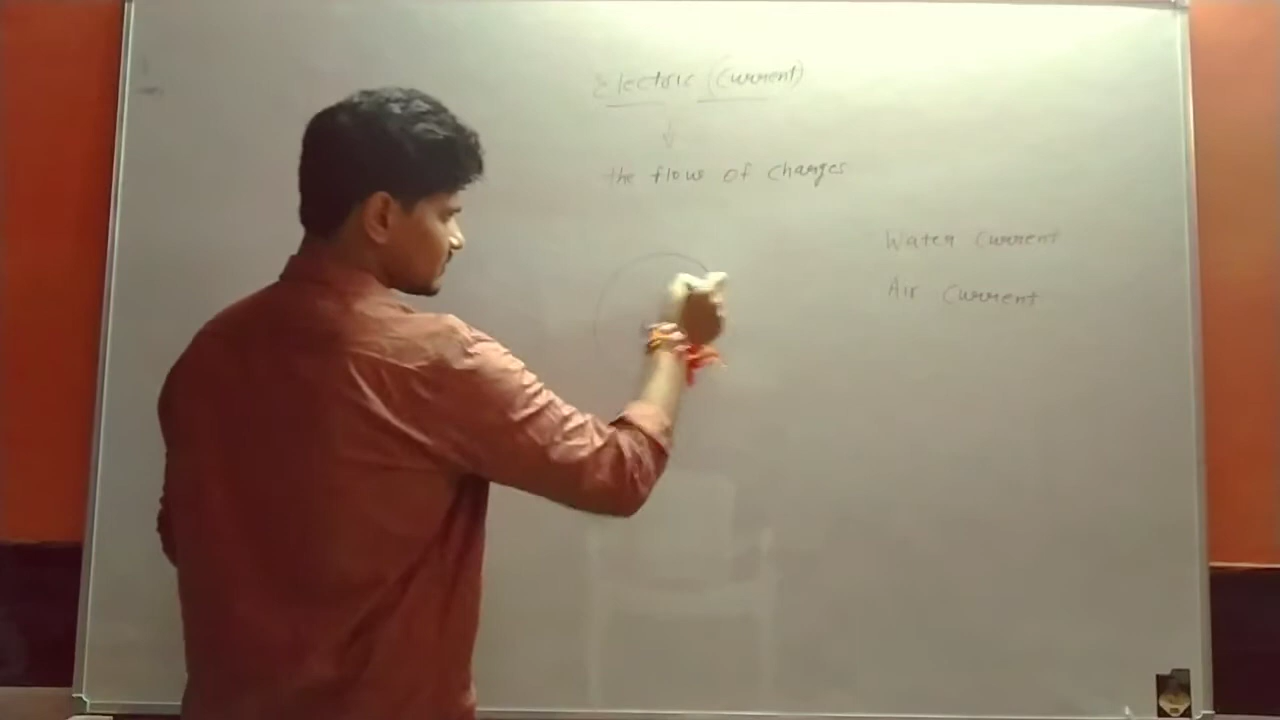 Electric (Current)
the flow of charges
Water Current
Air Current